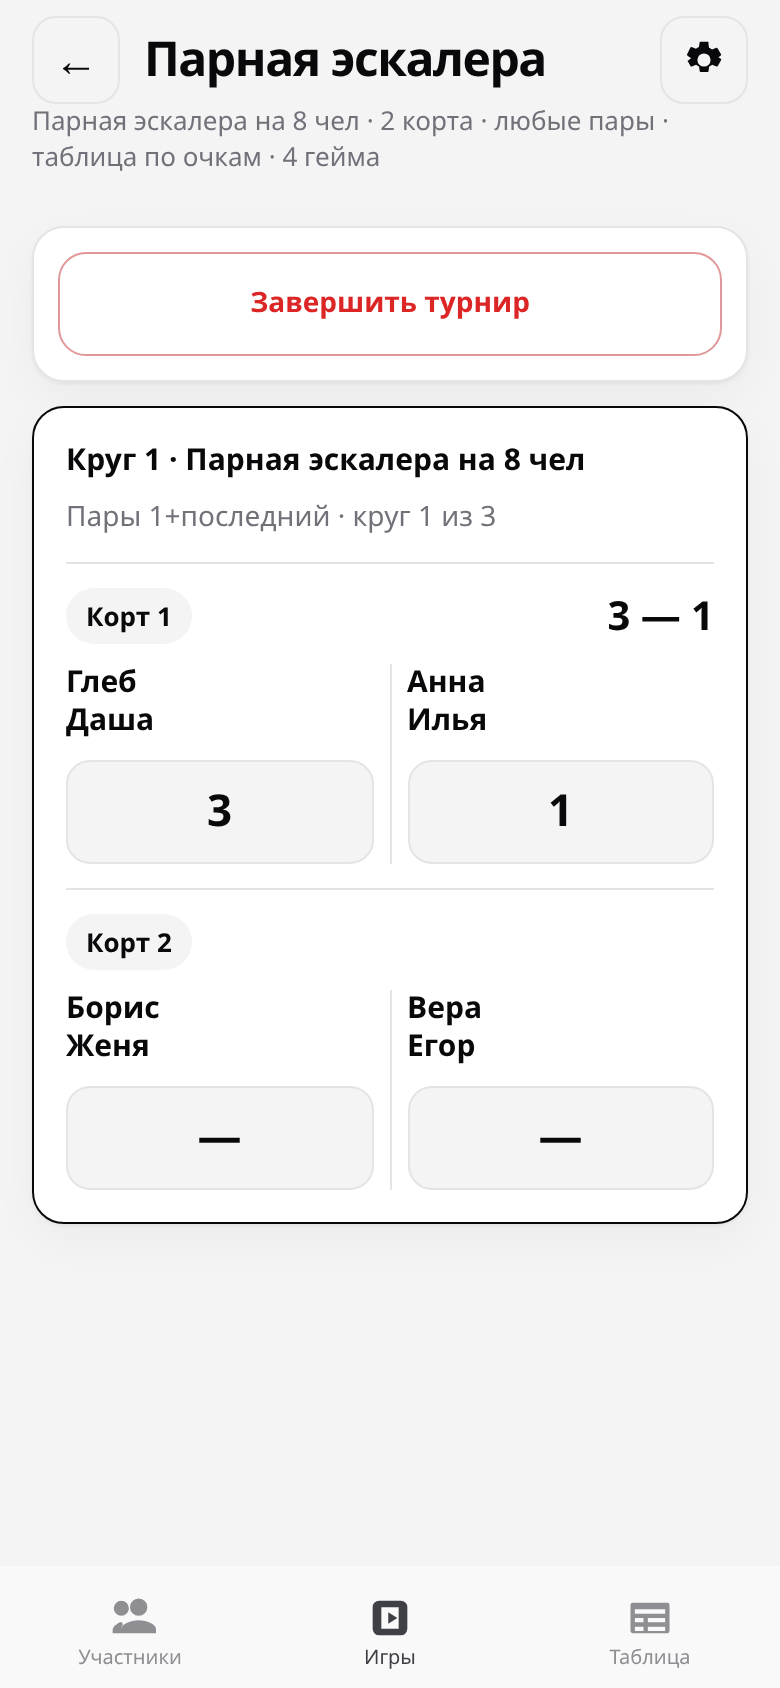 ←
Парная эскалера
Парная эскалера на 8 чел · 2 корта · любые пары ·
таблица по очкам · 4 гейма
Завершить турнир
Круг 1 · Парная эскалера на 8 чел
Пары 1+последний · круг 1 из 3
Корт 1
3 — 1
Глеб
Даша
Анна
Илья
3
1
Корт 2
Борис
Женя
Вера
Егор
—
—
Участники
Игры
Таблица